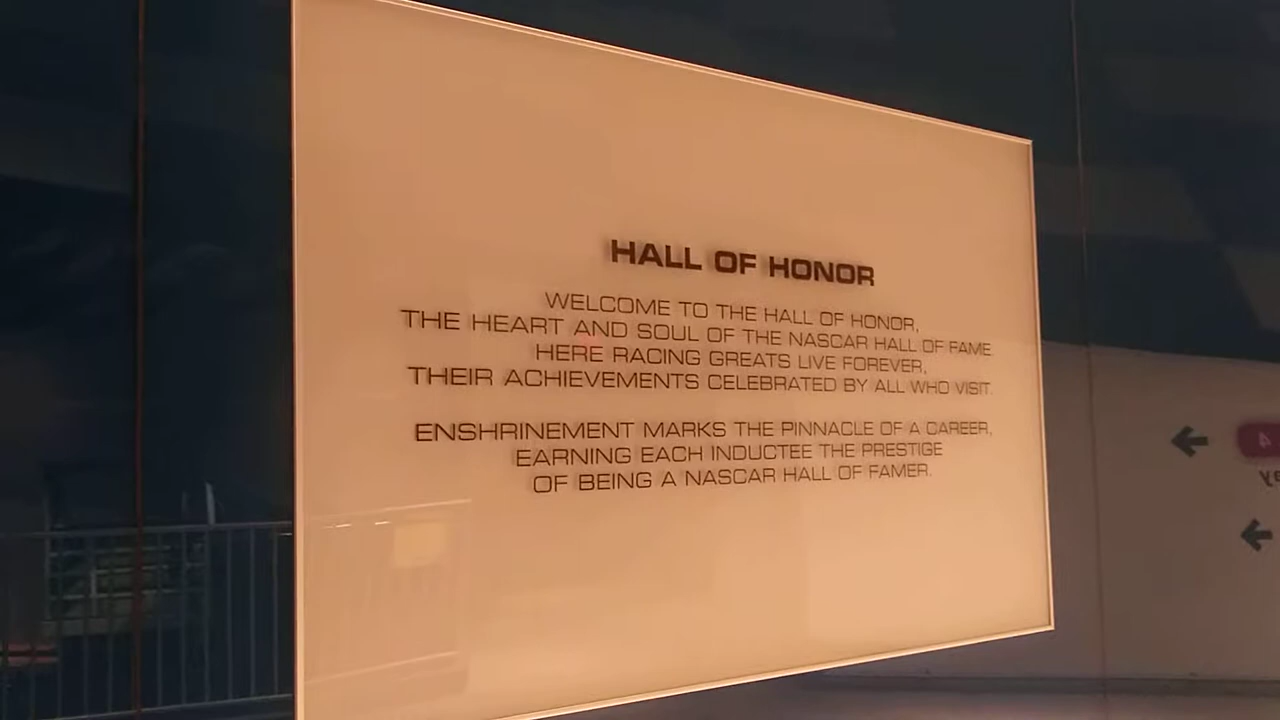 HALL OF HONOR
WELCOME TO THE HALL OF HONOR,
THE HEART AND SOUL OF THE NASCAR HALL OF FAME
HERE RACING GREATS LIVE FOREVER,
THEIR ACHIEVEMENTS CELEBRATED BY ALL WHO VISIT.
ENSHRINEMENT MARKS THE PINNACLE OF A CAREER,
EARNING EACH INDUCTEE THE PRESTIGE
OF BEING A NASCAR HALL OF FAMER.
4